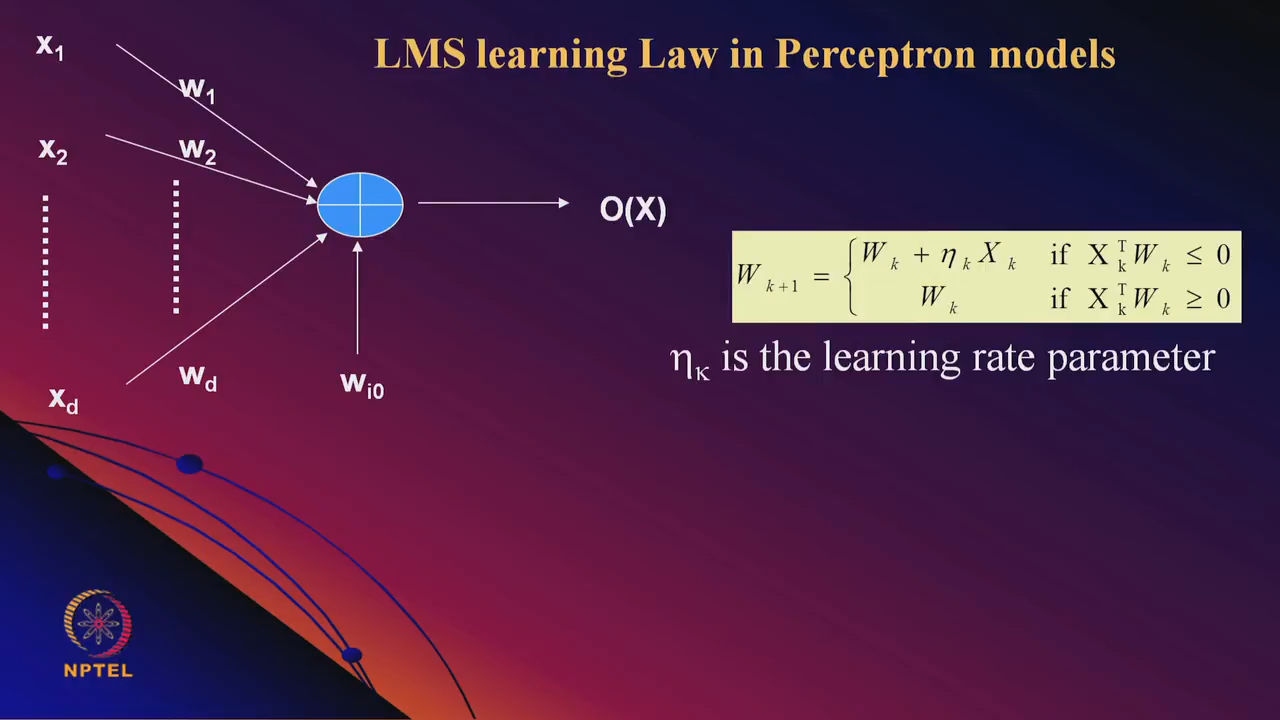 LMS learning Law in Perceptron models
x1
w1
x2
w2
O(X)
W k+1 = { W k + η k X k if X k^T W k ≤ 0
W k if X k^T W k ≥ 0
ηκ is the learning rate parameter
wd
wi0
xd
NPTEL